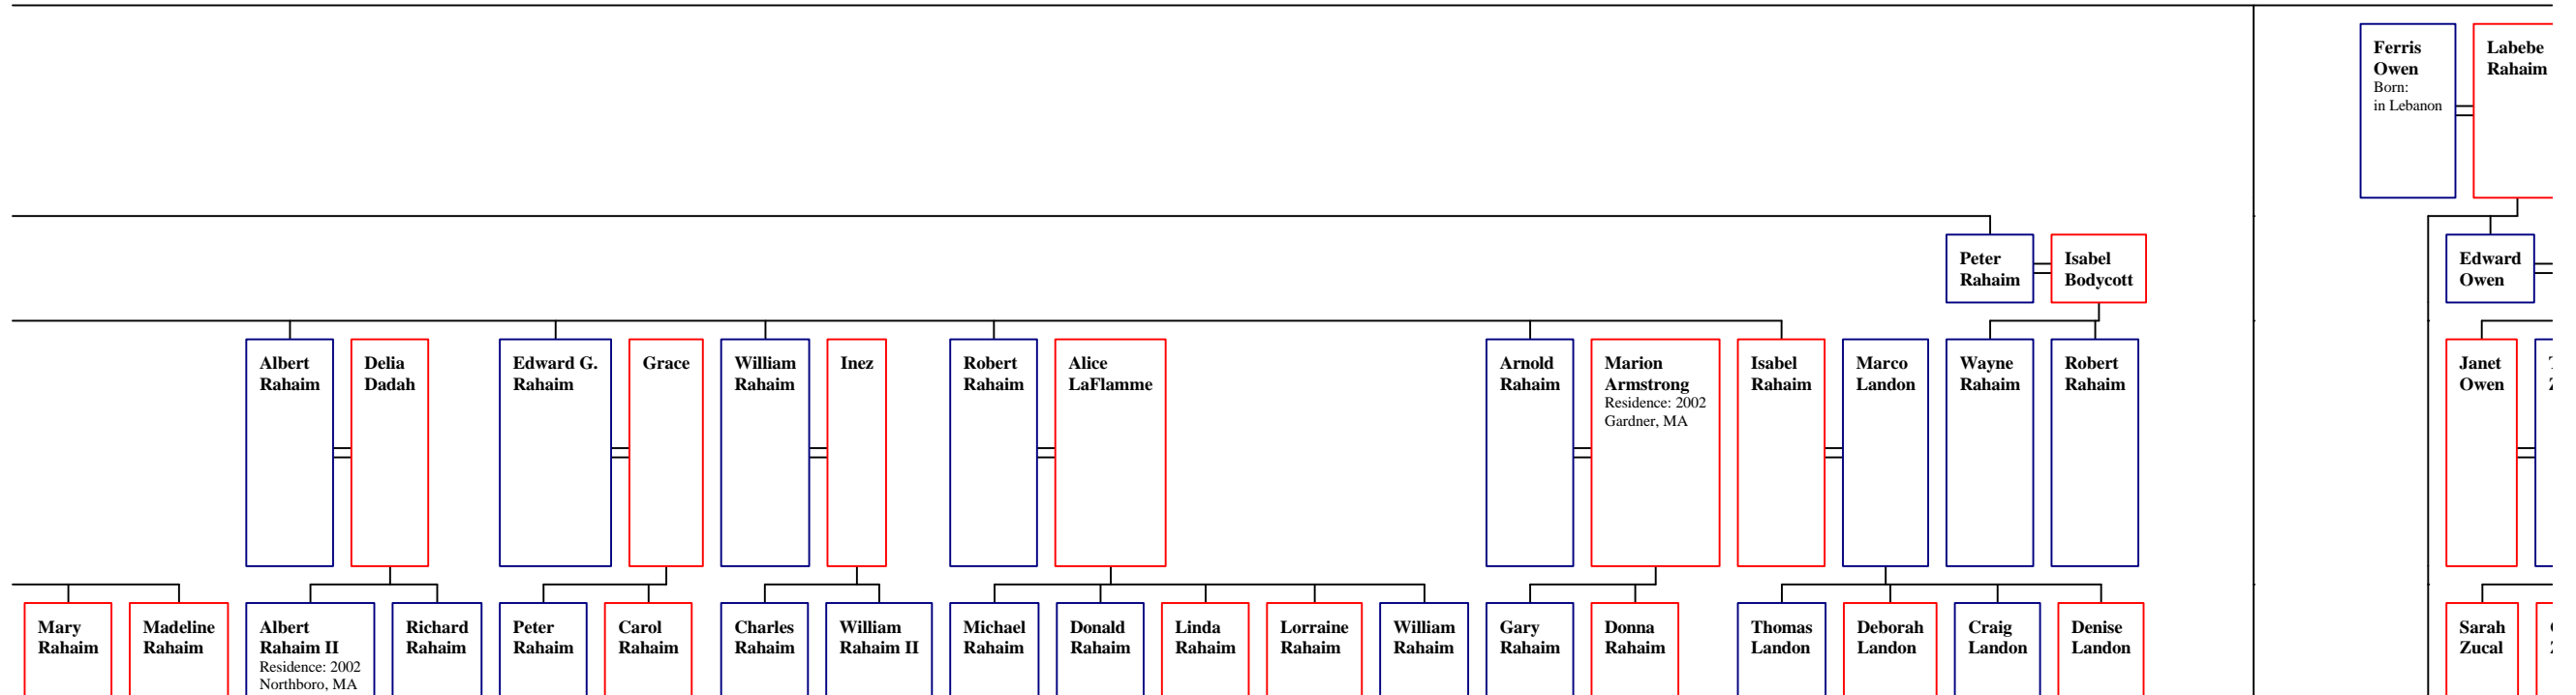 Ferris
Owen
Born:
in Lebanon
Labebe
Rahaim
Peter
Rahaim
Isabel
Bodycott
Edward
Owen
Albert
Rahaim
Delia
Dadah
Edward G.
Rahaim
Grace
William
Rahaim
Inez
Robert
Rahaim
Alice
LaFlamme
Arnold
Rahaim
Marion
Armstrong
Residence: 2002
Gardner, MA
Isabel
Rahaim
Marco
Landon
Wayne
Rahaim
Robert
Rahaim
Janet
Owen
Mary
Rahaim
Madeline
Rahaim
Albert
Rahaim II
Residence: 2002
Northboro, MA
Richard
Rahaim
Peter
Rahaim
Carol
Rahaim
Charles
Rahaim
William
Rahaim II
Michael
Rahaim
Donald
Rahaim
Linda
Rahaim
Lorraine
Rahaim
William
Rahaim
Gary
Rahaim
Donna
Rahaim
Thomas
Landon
Deborah
Landon
Craig
Landon
Denise
Landon
Sarah
Zucal